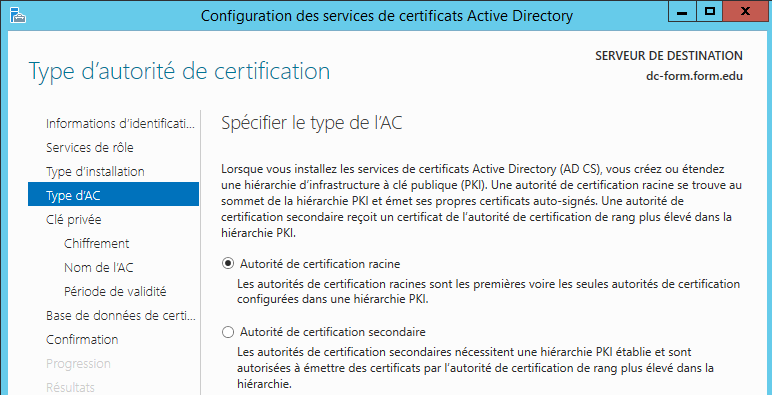 Configuration des services de certificats Active Directory
SERVEUR DE DESTINATION
dc-form.form.edu
Type d’autorité de certification
Informations d’identificati...
Services de rôle
Type d’installation
Type d’AC
Clé privée
Chiffrement
Nom de l’AC
Période de validité
Base de données de certi...
Confirmation
Progression
Résultats
Spécifier le type de l’AC
Lorsque vous installez les services de certificats Active Directory (AD CS), vous créez ou étendez
une hiérarchie d’infrastructure à clé publique (PKI). Une autorité de certification racine se trouve au
sommet de la hiérarchie PKI et émet ses propres certificats auto-signés. Une autorité de
certification secondaire reçoit un certificat de l’autorité de certification de rang plus élevé dans la
hiérarchie PKI.
Autorité de certification racine
Les autorités de certification racines sont les premières voire les seules autorités de certification
configurées dans une hiérarchie PKI.
Autorité de certification secondaire
Les autorités de certification secondaires nécessitent une hiérarchie PKI établie et sont
autorisées à émettre des certificats par l’autorité de certification de rang plus élevé dans la
hiérarchie.